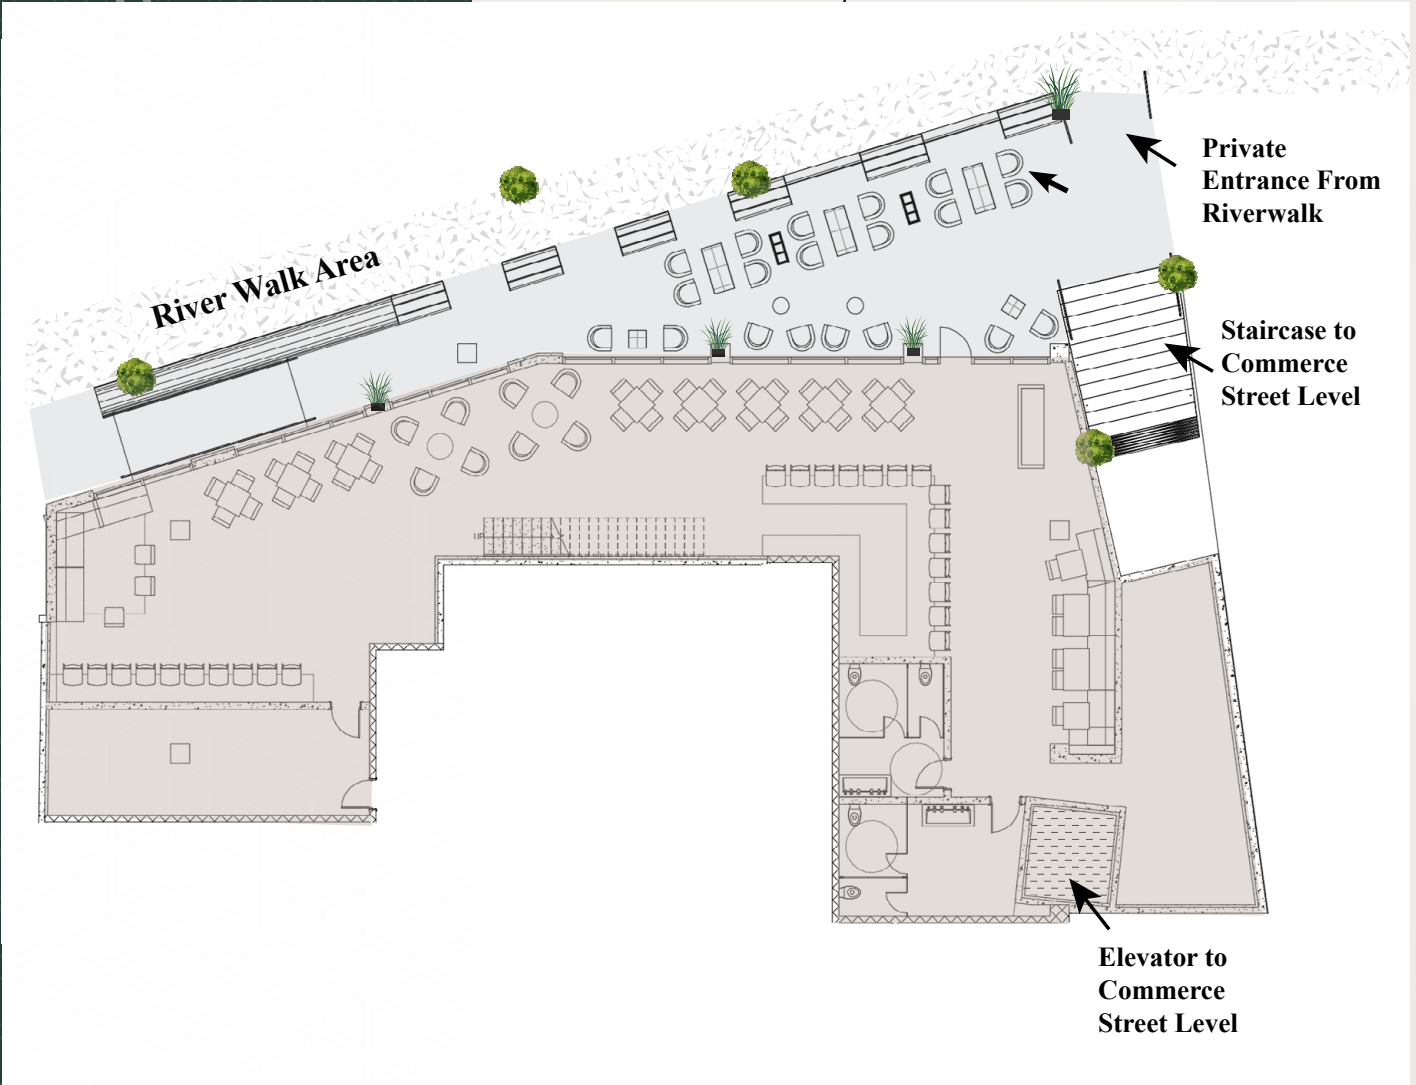 Private
Entrance From
Riverwalk
River Walk Area
Staircase to
Commerce
Street Level
Elevator to
Commerce
Street Level